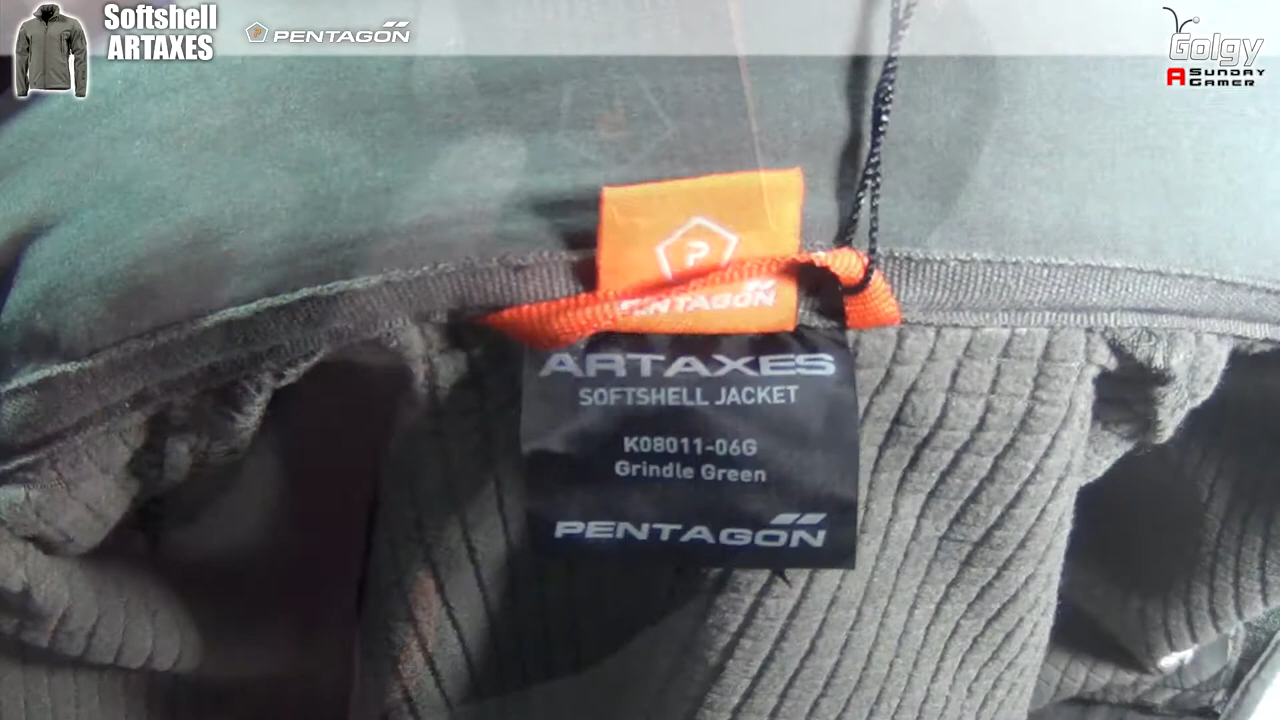 Softshell
ARTAXES
PENTAGON
Golgy
A SUNDAY
GAMER
P
PENTAGON
ARTAXES
SOFTSHELL JACKET
K08011-06G
Grindle Green
PENTAGON